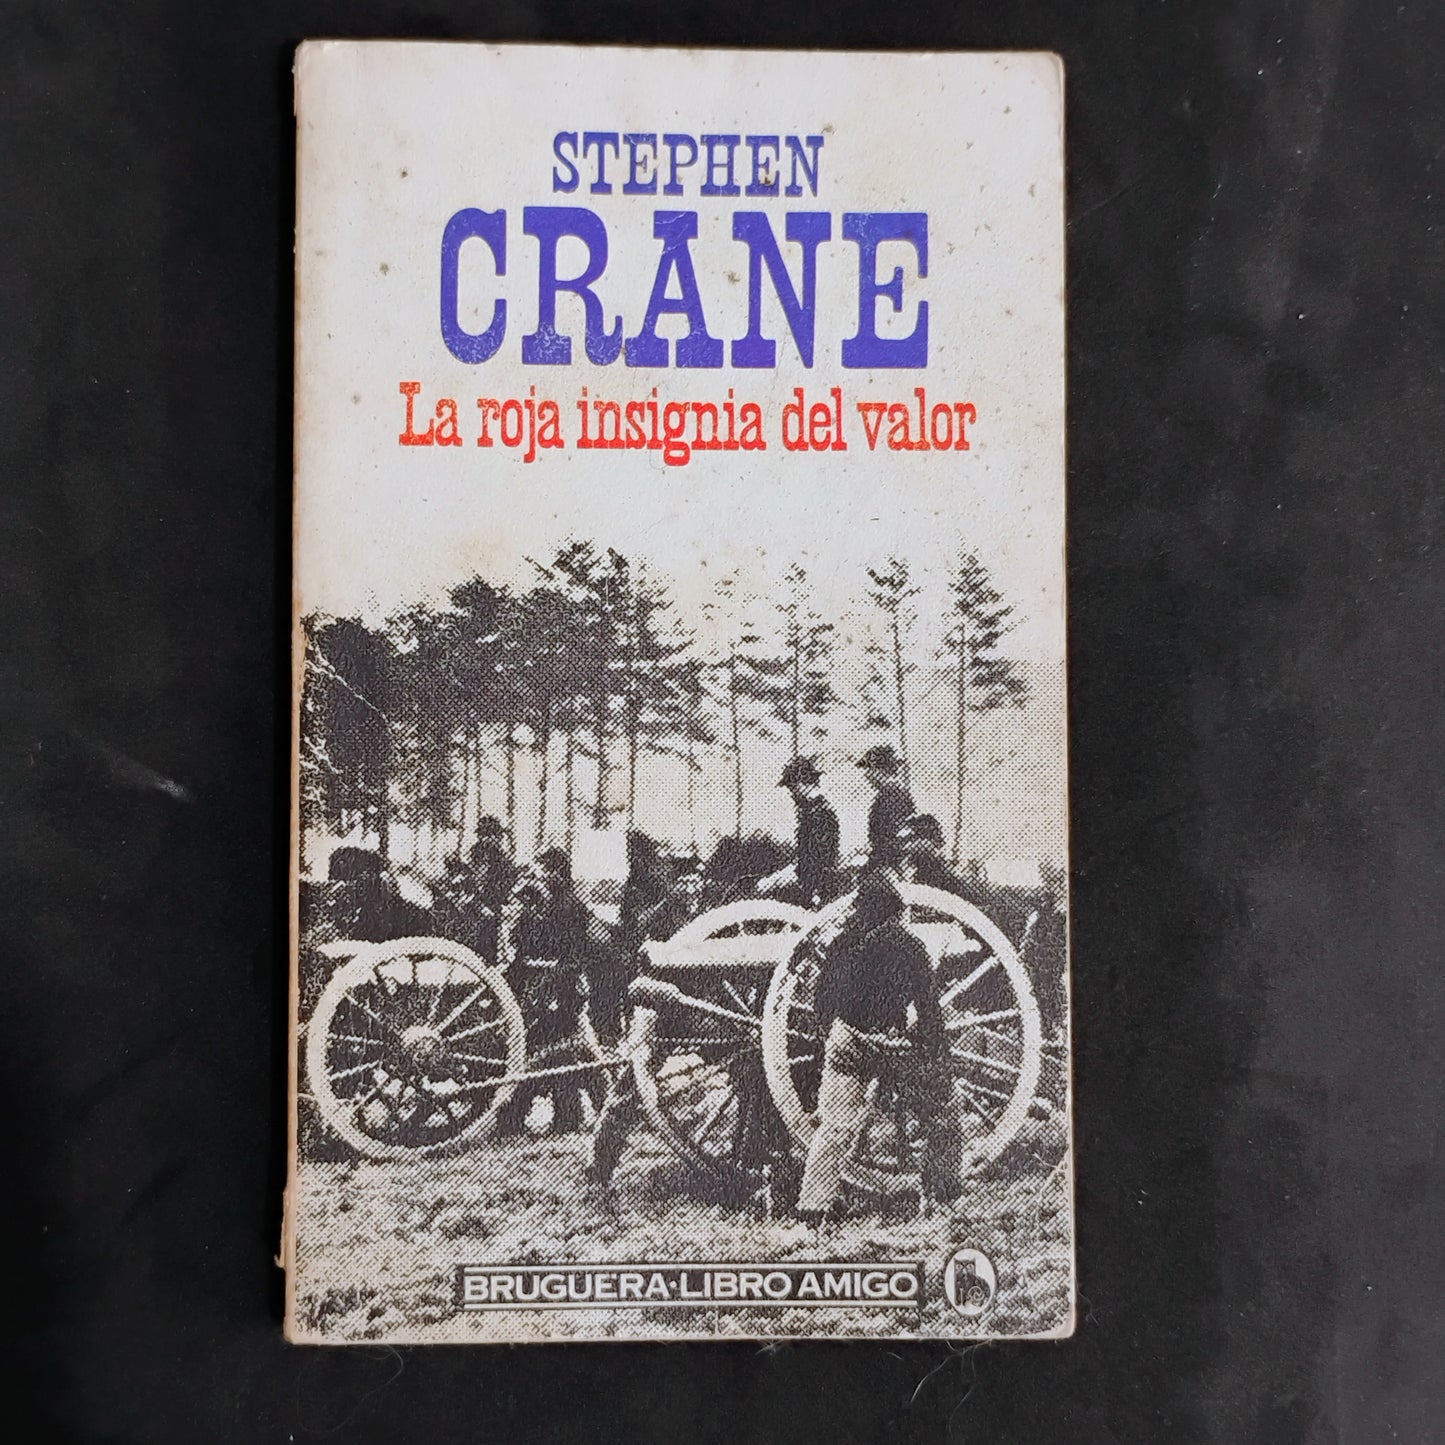 STEPHEN
CRANE
La roja insignia del valor
BRUGUERA·LIBRO AMIGO